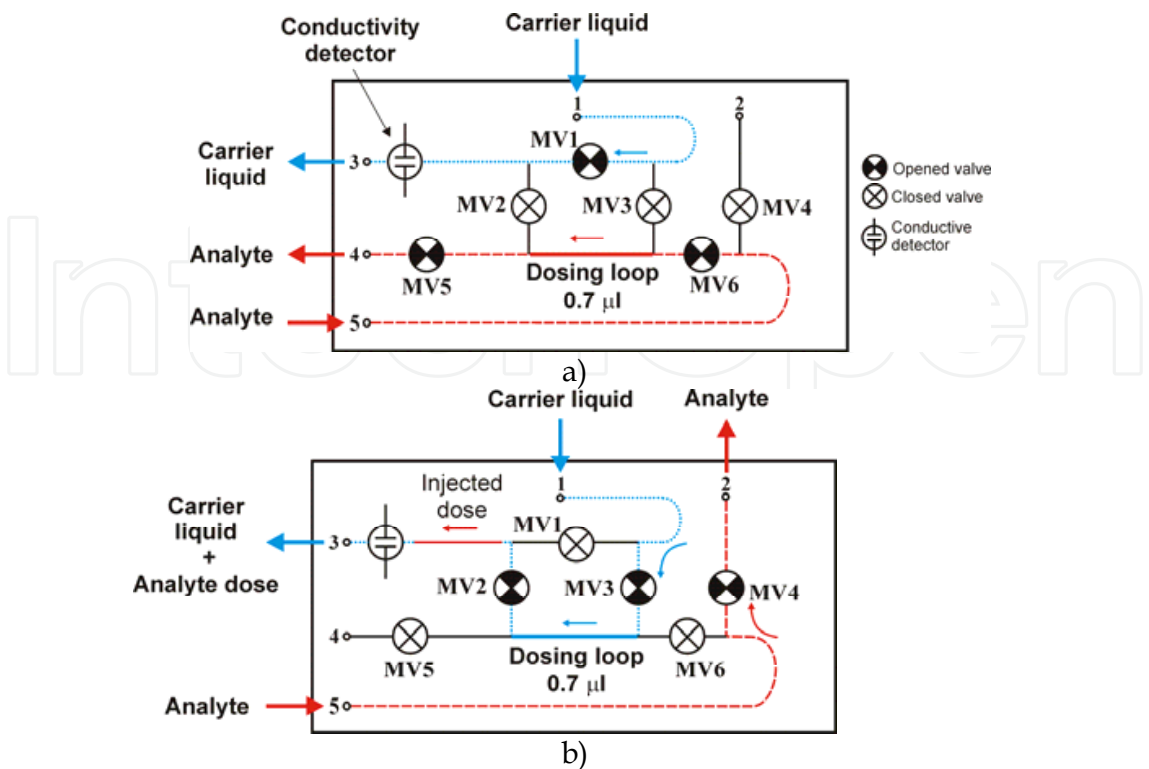 Conductivity
detector
Carrier liquid
1
2
MV1
Carrier
liquid
3
MV2
MV3
MV4
Opened valve
Closed valve
Conductive
detector
Analyte
4
MV5
Dosing loop
0.7 µl
MV6
Analyte
5
IntechOpen
a)
Carrier liquid
Analyte
1
2
Injected
dose
MV1
Carrier
liquid
+
Analyte dose
3
MV2
MV3
MV4
4
MV5
Dosing loop
0.7 µl
MV6
Analyte
5
b)